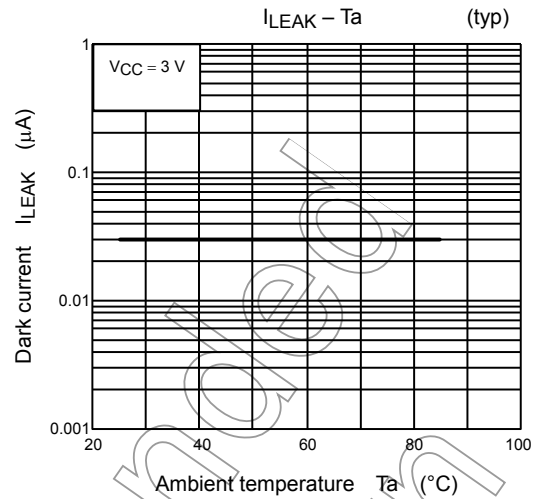 ILEAK – Ta (typ)
VCC = 3 V
1
0.1
0.01
0.001
20 40 60 80 100
Dark current ILEAK (μA)
Ambient temperature Ta (°C)
nded